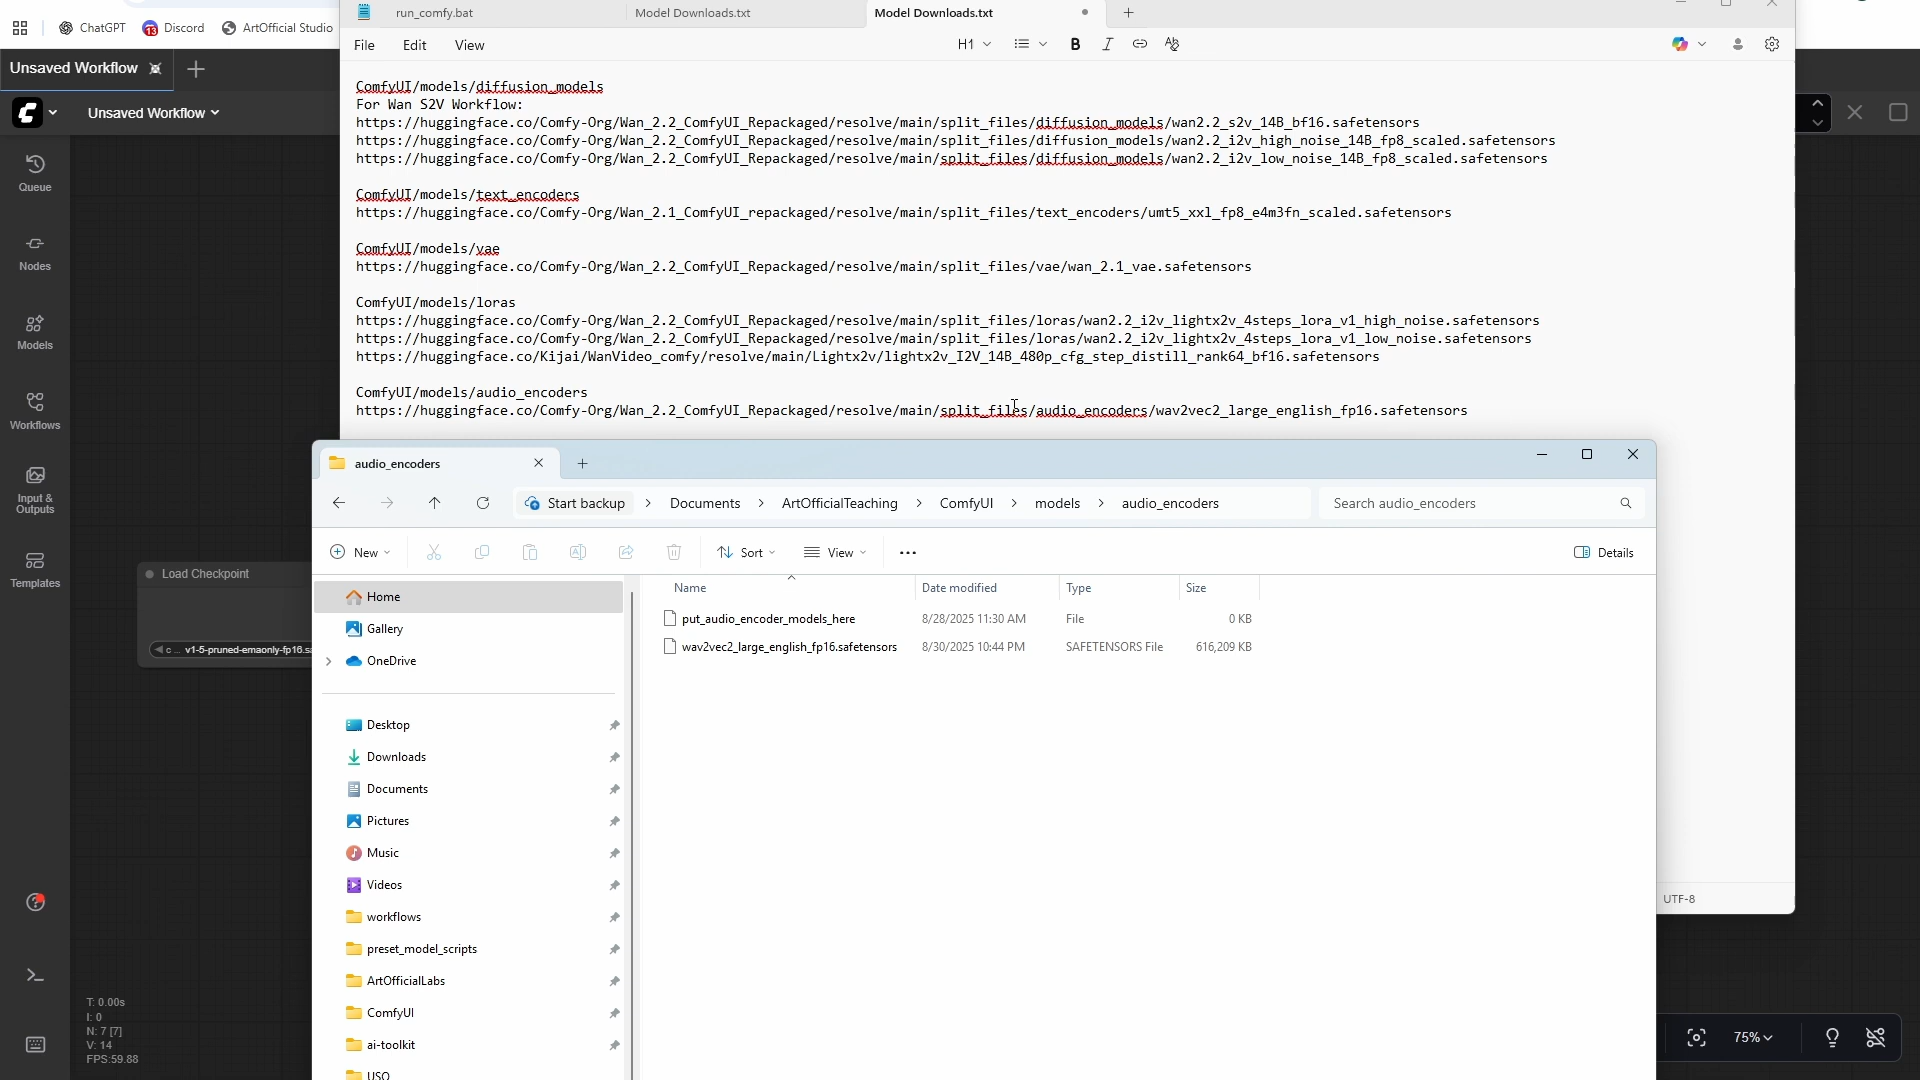 ChatGPT
13
Discord
ArtOfficial Studio
run_comfy.bat
Model Downloads.txt
Model Downloads.txt
Unsaved Workflow
File
Edit
View
H1
Unsaved Workflow
ComfyUI/models/diffusion_models
For Wan S2V Workflow:
https://huggingface.co/Comfy-Org/Wan_2.2_ComfyUI_Repackaged/resolve/main/split_files/diffusion_models/wan2.2_s2v_14B_bf16.safetensors
https://huggingface.co/Comfy-Org/Wan_2.2_ComfyUI_Repackaged/resolve/main/split_files/diffusion_models/wan2.2_i2v_high_noise_14B_fp8_scaled.safetensors
https://huggingface.co/Comfy-Org/Wan_2.2_ComfyUI_Repackaged/resolve/main/split_files/diffusion_models/wan2.2_i2v_low_noise_14B_fp8_scaled.safetensors
ComfyUI/models/text_encoders
https://huggingface.co/Comfy-Org/Wan_2.1_ComfyUI_repackaged/resolve/main/split_files/text_encoders/umt5_xxl_fp8_e4m3fn_scaled.safetensors
ComfyUI/models/vae
https://huggingface.co/Comfy-Org/Wan_2.2_ComfyUI_Repackaged/resolve/main/split_files/vae/wan_2.1_vae.safetensors
ComfyUI/models/loras
https://huggingface.co/Comfy-Org/Wan_2.2_ComfyUI_Repackaged/resolve/main/split_files/loras/wan2.2_i2v_lightx2v_4steps_lora_v1_high_noise.safetensors
https://huggingface.co/Comfy-Org/Wan_2.2_ComfyUI_Repackaged/resolve/main/split_files/loras/wan2.2_i2v_lightx2v_4steps_lora_v1_low_noise.safetensors
https://huggingface.co/Kijai/WanVideo_comfy/resolve/main/Lightx2v/lightx2v_I2V_14B_480p_cfg_step_distill_rank64_bf16.safetensors
ComfyUI/models/audio_encoders
https://huggingface.co/Comfy-Org/Wan_2.2_ComfyUI_Repackaged/resolve/main/split_files/audio_encoders/wav2vec2_large_english_fp16.safetensors
Queue
Nodes
Models
Workflows
Input & Outputs
Templates
Load Checkpoint
c... v1-5-pruned-emaonly-fp16.sa
T: 0.00s
I: 0
N: 7 [7]
V: 14
FPS:59.88
audio_encoders
Start backup
Documents
ArtOfficialTeaching
ComfyUI
models
audio_encoders
Search audio_encoders
New
Sort
View
Details
Home
Gallery
OneDrive
Desktop
Downloads
Documents
Pictures
Music
Videos
workflows
preset_model_scripts
ArtOfficialLabs
ComfyUI
ai-toolkit
USO
Name
Date modified
Type
Size
put_audio_encoder_models_here
8/28/2025 11:30 AM
File
0 KB
wav2vec2_large_english_fp16.safetensors
8/30/2025 10:44 PM
SAFETENSORS File
616,209 KB
UTF-8
75%